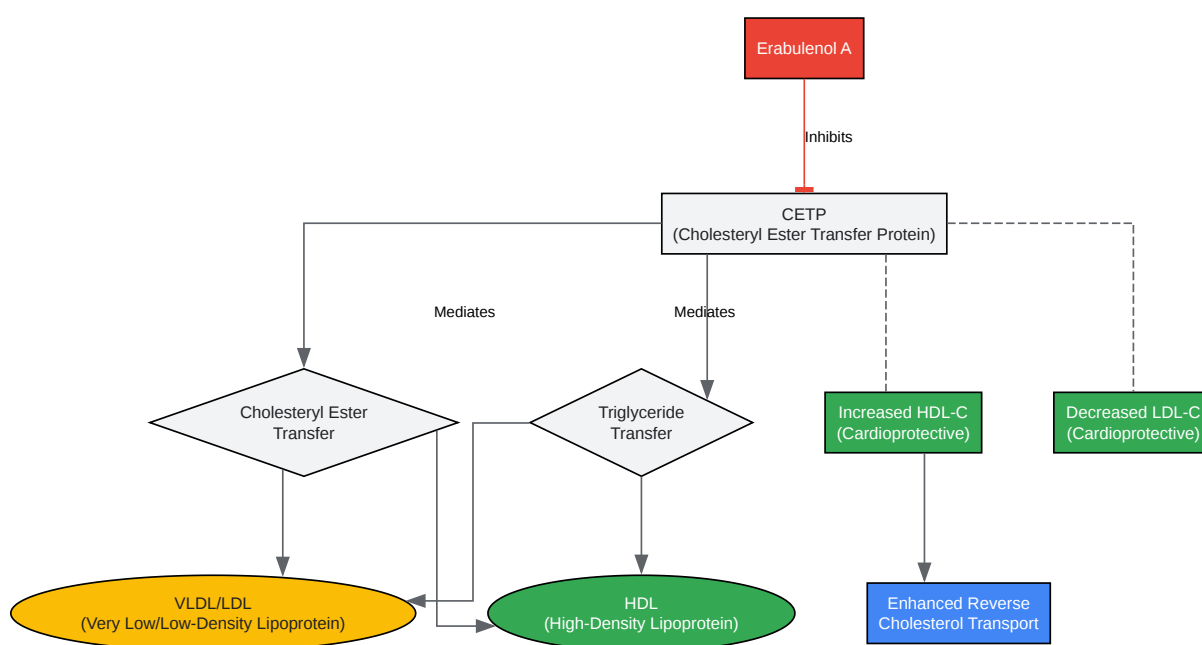 Erabulenol A
Inhibits
CETP
(Cholesteryl Ester Transfer Protein)
Mediates
Mediates
Cholesteryl Ester
Transfer
Triglyceride
Transfer
Increased HDL-C
(Cardioprotective)
Decreased LDL-C
(Cardioprotective)
VLDL/LDL
(Very Low/Low-Density Lipoprotein)
HDL
(High-Density Lipoprotein)
Enhanced Reverse
Cholesterol Transport